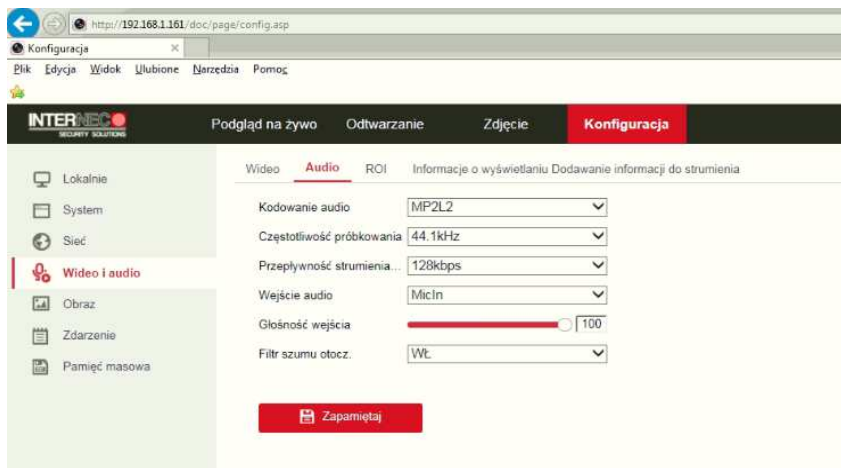 http://192.168.1.161/doc/page/config.asp
Konfiguracja
Plik Edycja Widok Ulubione Narzędzia Pomoc
INTERNEC
SECURITY SOLUTIONS
Podgląd na żywo Odtwarzanie Zdjęcie Konfiguracja
Lokalnie
System
Sieć
Wideo i audio
Obraz
Zdarzenie
Pamięć masowa
Wideo Audio ROI Informacje o wyświetlaniu Dodawanie informacji do strumienia
Kodowanie audio MP2L2
Częstotliwość próbkowania 44.1kHz
Przepływność strumienia... 128kbps
Wejście audio MicIn
Głośność wejścia 100
Filtr szumu otocz. WŁ.
Zapamiętaj